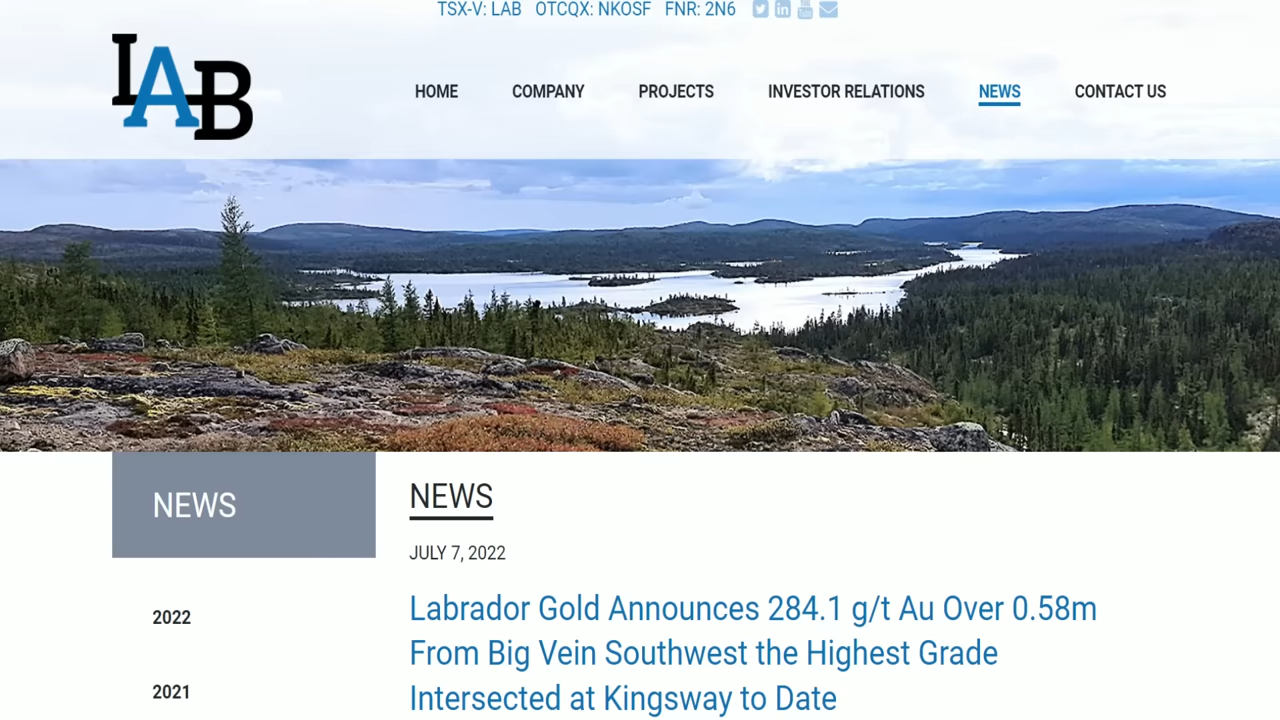 TSX-V: LAB OTCQX: NKOSF FNR: 2N6
LAB
HOME COMPANY PROJECTS INVESTOR RELATIONS NEWS CONTACT US
NEWS
2022
2021
NEWS
JULY 7, 2022
Labrador Gold Announces 284.1 g/t Au Over 0.58m
From Big Vein Southwest the Highest Grade
Intersected at Kingsway to Date